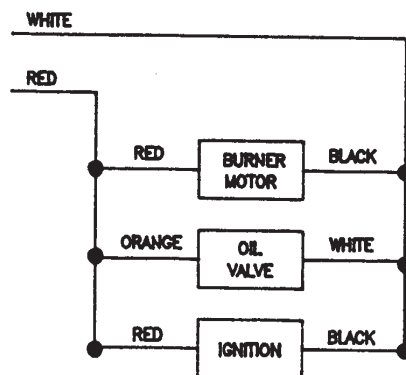 WHITE
RED
RED
BURNER
MOTOR
BLACK
ORANGE
OIL
VALVE
WHITE
RED
IGNITION
BLACK